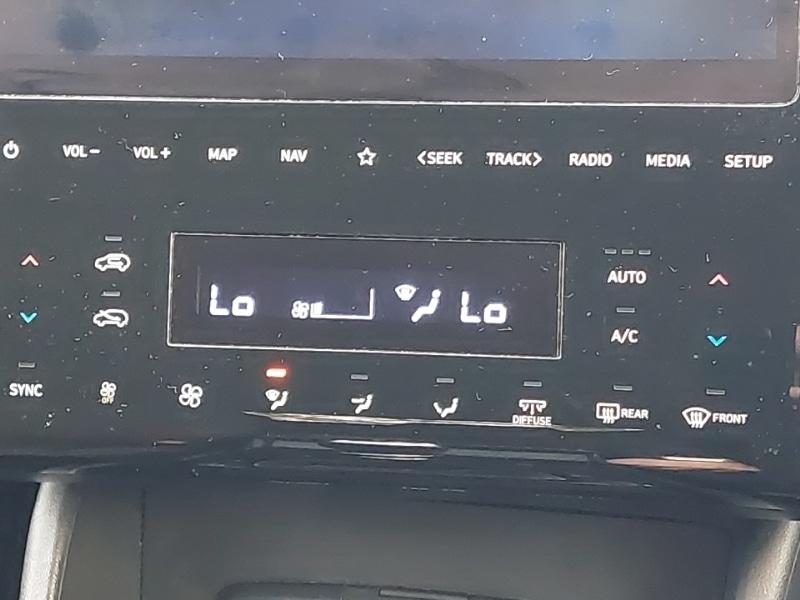 VOL− VOL+ MAP NAV <SEEK TRACK> RADIO MEDIA SETUP
AUTO
Lo Lo
A/C
SYNC OFF DIFFUSE REAR FRONT